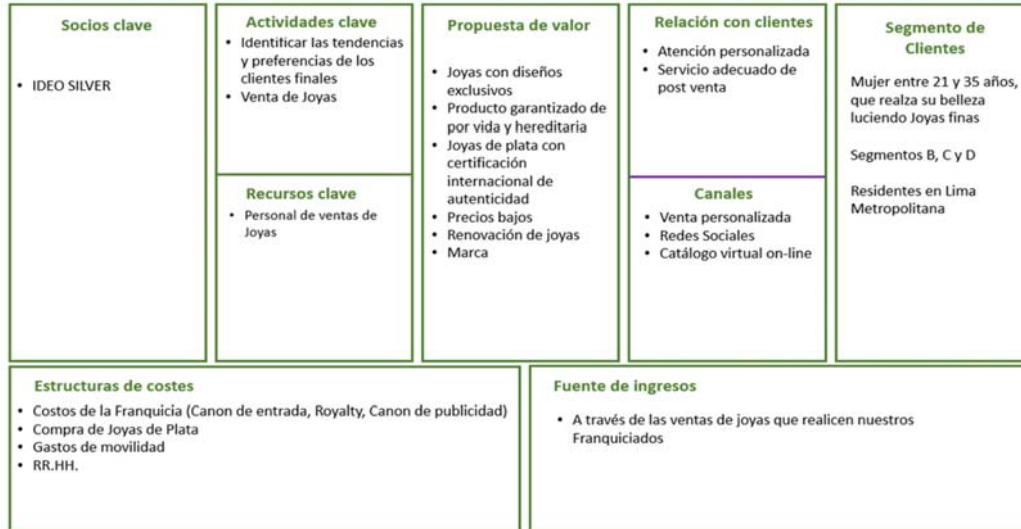 Socios clave
• IDEO SILVER
Actividades clave
• Identificar las tendencias
y preferencias de los
clientes finales
• Venta de Joyas
Recursos clave
• Personal de ventas de
Joyas
Propuesta de valor
• Joyas con diseños
exclusivos
• Producto garantizado de
por vida y hereditaria
• Joyas de plata con
certificación
internacional de
autenticidad
• Precios bajos
• Renovación de joyas
• Marca
Relación con clientes
• Atención personalizada
• Servicio adecuado de
post venta
Canales
• Venta personalizada
• Redes Sociales
• Catálogo virtual on-line
Segmento de
Clientes
Mujer entre 21 y 35 años,
que realza su belleza
luciendo Joyas finas
Segmentos B, C y D
Residentes en Lima
Metropolitana
Estructuras de costes
• Costos de la Franquicia (Canon de entrada, Royalty, Canon de publicidad)
• Compra de Joyas de Plata
• Gastos de movilidad
• RR.HH.
Fuente de ingresos
• A través de las ventas de joyas que realicen nuestros
Franquiciados